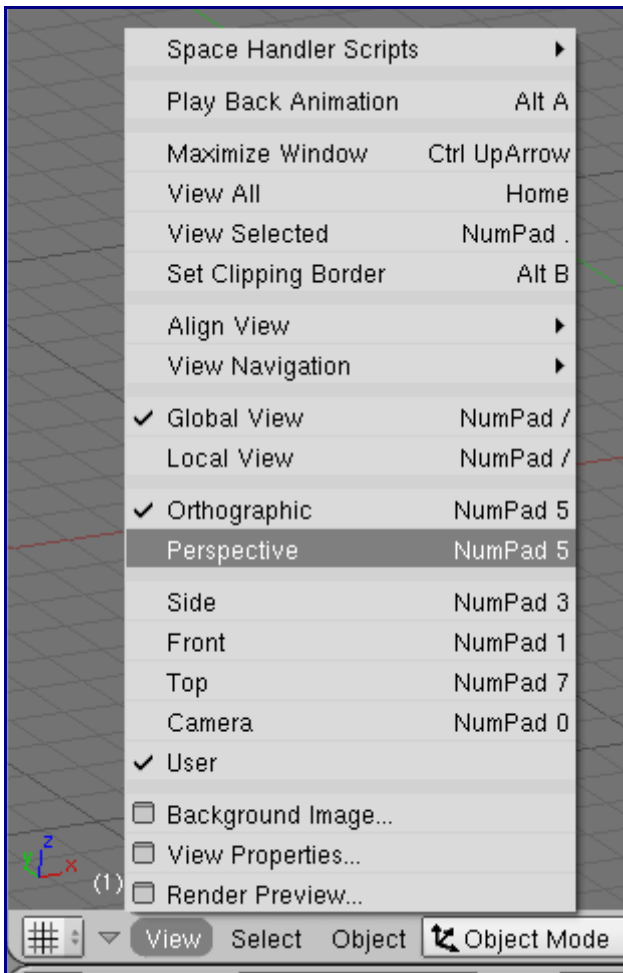 Space Handler Scripts
Play Back Animation Alt A
Maximize Window Ctrl UpArrow
View All Home
View Selected NumPad .
Set Clipping Border Alt B
Align View
View Navigation
Global View NumPad /
Local View NumPad /
Orthographic NumPad 5
Perspective NumPad 5
Side NumPad 3
Front NumPad 1
Top NumPad 7
Camera NumPad 0
User
Background Image...
z
View Properties...
y x
(1)
Render Preview...
View Select Object Object Mode